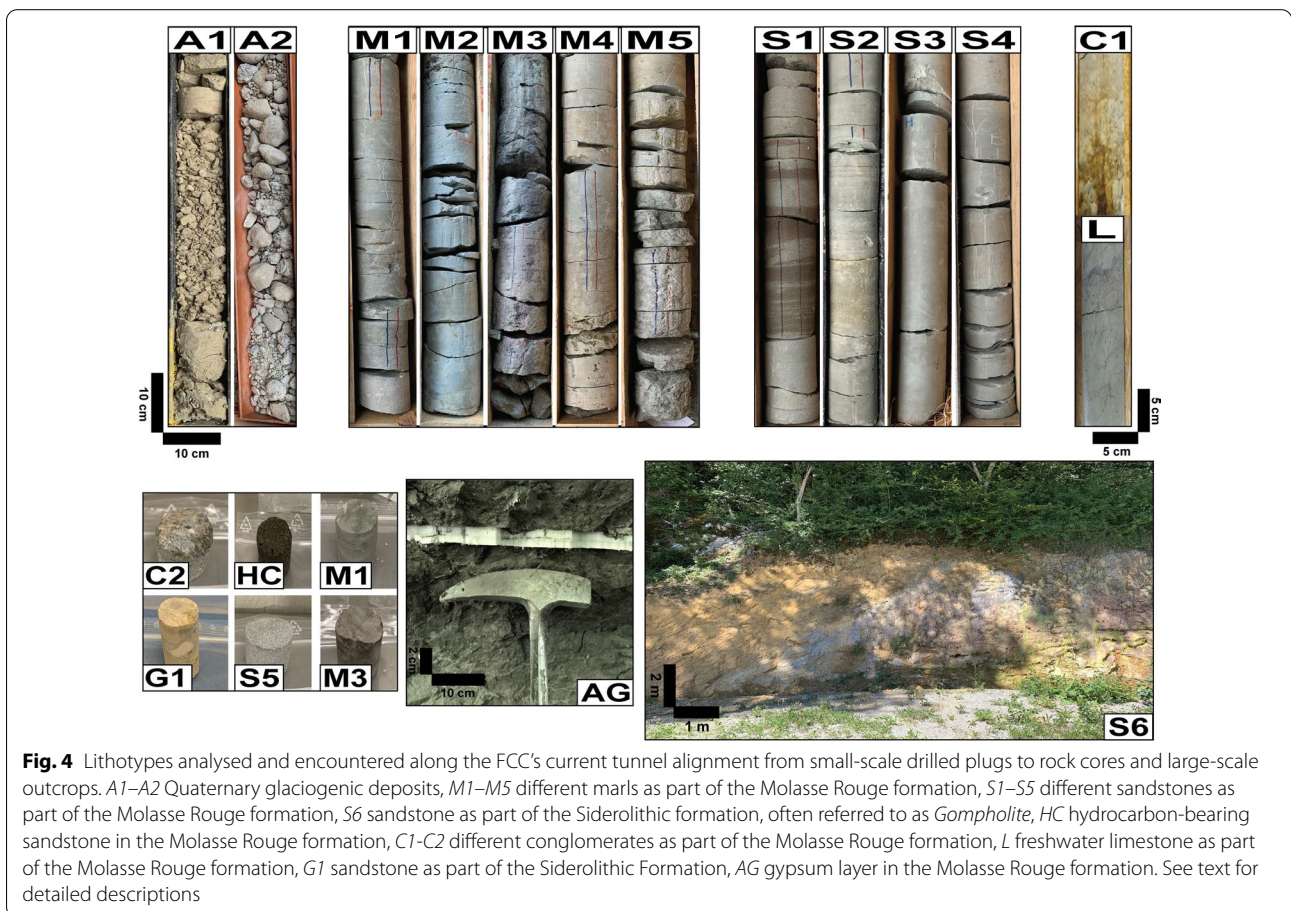 A1 A2 M1 M2 M3 M4 M5 S1 S2 S3 S4 C1
L
10 cm
10 cm
5 cm
5 cm
C2 HC M1
G1 S5 M3
2 cm
10 cm
AG
2 m
1 m
S6
Fig. 4 Lithotypes analysed and encountered along the FCC's current tunnel alignment from small-scale drilled plugs to rock cores and large-scale
outcrops. A1–A2 Quaternary glaciogenic deposits, M1–M5 different marls as part of the Molasse Rouge formation, S1–S5 different sandstones as
part of the Molasse Rouge formation, S6 sandstone as part of the Siderolithic formation, often referred to as Gompholite, HC hydrocarbon-bearing
sandstone in the Molasse Rouge formation, C1-C2 different conglomerates as part of the Molasse Rouge formation, L freshwater limestone as part
of the Molasse Rouge formation, G1 sandstone as part of the Siderolithic Formation, AG gypsum layer in the Molasse Rouge formation. See text for
detailed descriptions